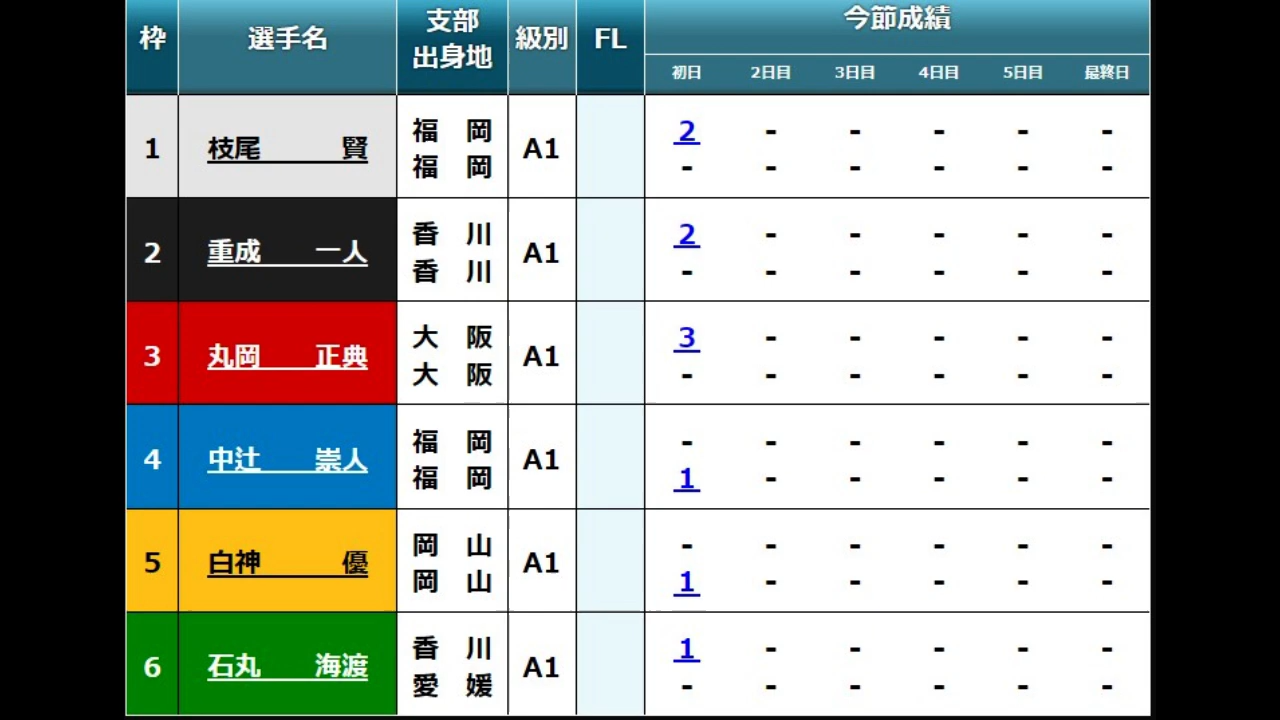 枠 選手名 支部 出身地 級別 FL 今節成績
初日 2日目 3日目 4日目 5日目 最終日
1 枝尾 賢 福岡 A1 2 - - - - -
福岡 - - - - - -
2 重成 一人 香川 A1 2 - - - - -
香川 - - - - - -
3 丸岡 正典 大阪 A1 3 - - - - -
大阪 - - - - - -
4 中辻 崇人 福岡 A1 - - - - - -
福岡 1 - - - - -
5 白神 優 岡山 A1 - - - - - -
岡山 1 - - - - -
6 石丸 海渡 香川 A1 1 - - - - -
愛媛 - - - - - -